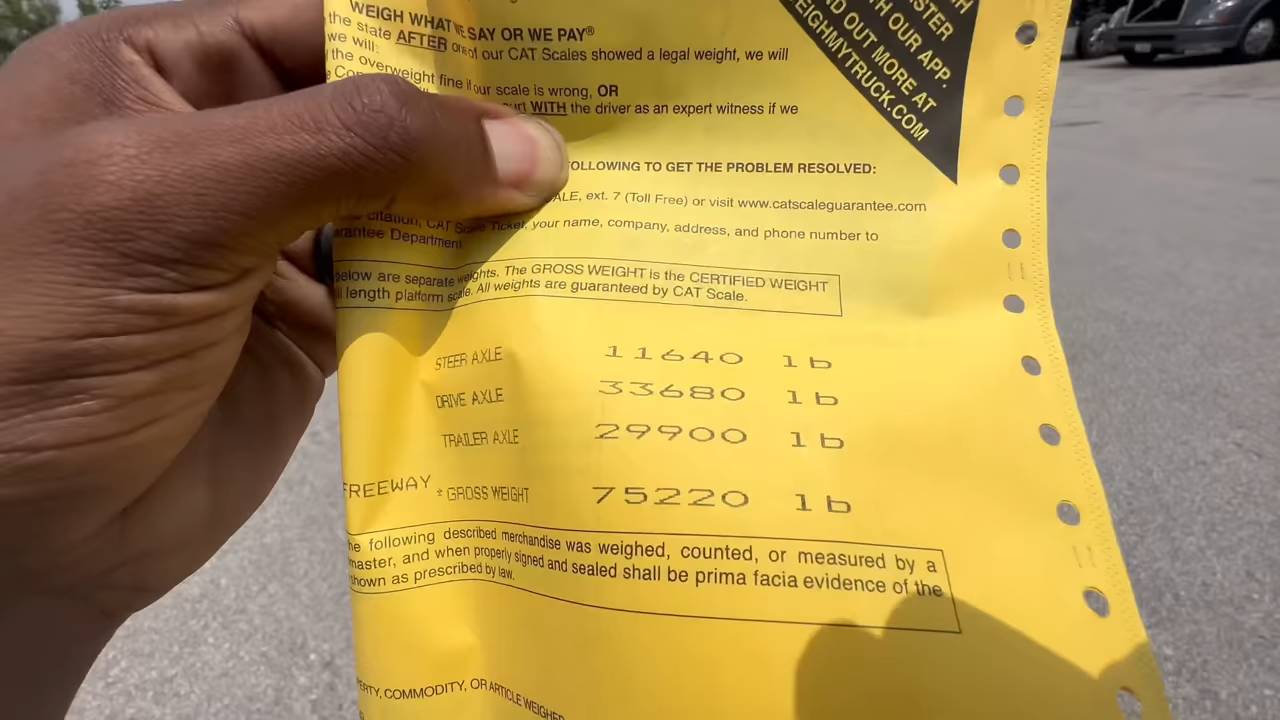 WEIGH WHAT WE SAY OR WE PAY®
the state AFTER one of our CAT Scales showed a legal weight, we will
we will:
the overweight fine if our scale is wrong, OR
WITH the driver as an expert witness if we
FOLLOWING TO GET THE PROBLEM RESOLVED:
ext. 7 (Toll Free) or visit www.catscaleguarantee.com
citation, CAT Scale Ticket, your name, company, address, and phone number to
Department
below are separate weights. The GROSS WEIGHT is the CERTIFIED WEIGHT
length platform scale. All weights are guaranteed by CAT Scale.
OUR APP.
OUT MORE AT
WEIGHMYTRUCK.COM
STEER AXLE 11640 lb
DRIVE AXLE 33680 lb
TRAILER AXLE 29900 lb
FREEWAY * GROSS WEIGHT 75220 lb
following described merchandise was weighed, counted, or measured by a
master, and when properly signed and sealed shall be prima facia evidence of the
shown as prescribed by law.
COMMODITY, OR ARTICLE WEIGHED